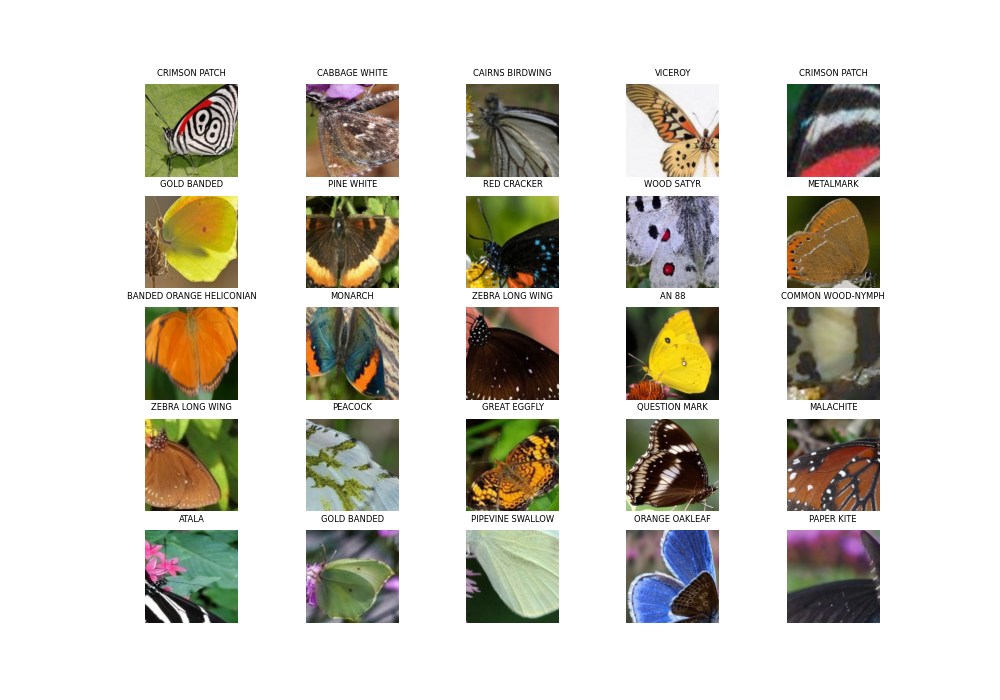 CRIMSON PATCH
CABBAGE WHITE
CAIRNS BIRDWING
VICEROY
CRIMSON PATCH
GOLD BANDED
PINE WHITE
RED CRACKER
WOOD SATYR
METALMARK
BANDED ORANGE HELICONIAN
MONARCH
ZEBRA LONG WING
AN 88
COMMON WOOD-NYMPH
ZEBRA LONG WING
PEACOCK
GREAT EGGFLY
QUESTION MARK
MALACHITE
ATALA
GOLD BANDED
PIPEVINE SWALLOW
ORANGE OAKLEAF
PAPER KITE